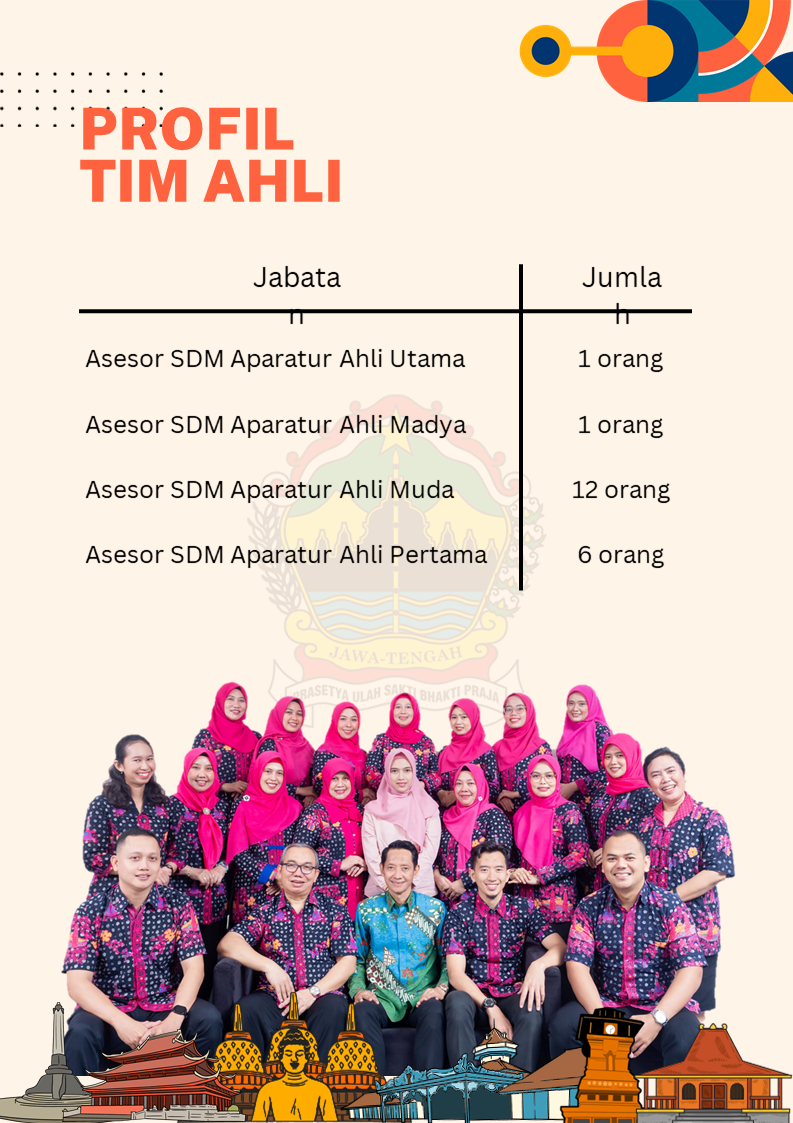 PROFIL
TIM AHLI
Jabata
n
Jumla
h
Asesor SDM Aparatur Ahli Utama
1 orang
Asesor SDM Aparatur Ahli Madya
1 orang
Asesor SDM Aparatur Ahli Muda
12 orang
Asesor SDM Aparatur Ahli Pertama
6 orang
JAWA-TENGAH
PRASETYA ULAH SAKTI BHAKTI PRAJA